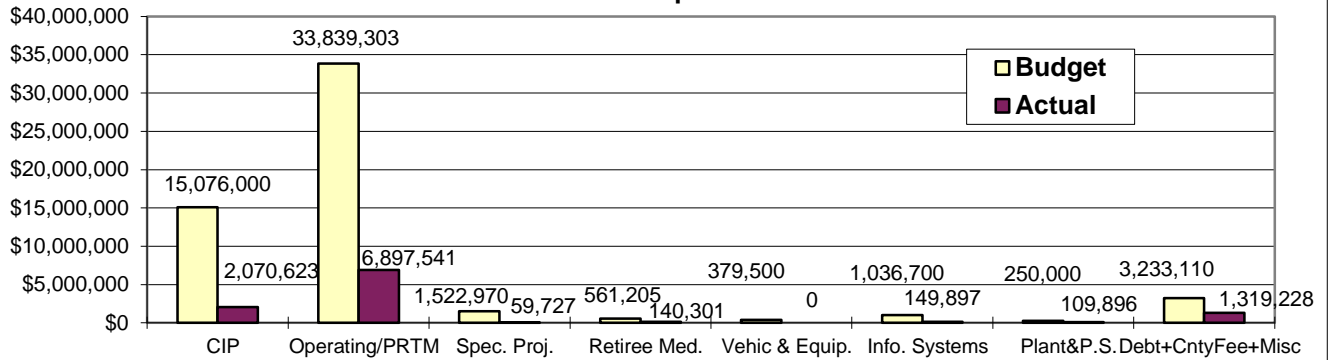 $40,000,000
$35,000,000
$30,000,000
$25,000,000
$20,000,000
$15,000,000
$10,000,000
$5,000,000
$0
33,839,303
15,076,000
2,070,623
6,897,541
1,522,970
59,727
561,205
140,301
379,500
0
1,036,700
149,897
250,000
109,896
3,233,110
1,319,228
Budget
Actual
CIP
Operating/PRTM
Spec. Proj.
Retiree Med.
Vehic & Equip.
Info. Systems
Plant&P.S.
Debt+CntyFee+Misc